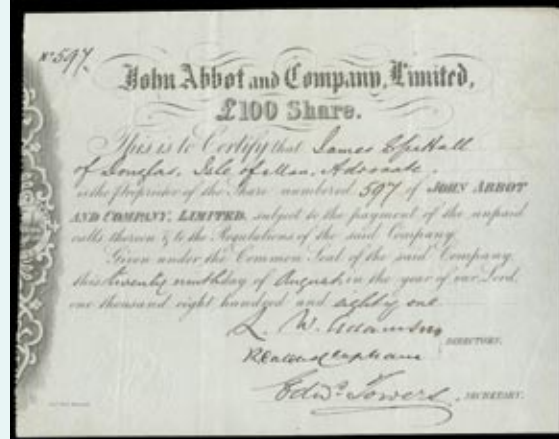 No 597.
John Abbot and Company, Limited,
£100 Share.
This is to Certify that James Spittall
of Douglas, Isle of Man, Advocate,
is the Proprietor of the Share numbered 597 of JOHN ABBOT
AND COMPANY, LIMITED, subject to the payment of the unpaid
calls thereon & to the Regulations of the said Company.
Given under the Common Seal of the said Company,
this twenty ninth day of August in the year of our Lord,
one thousand eight hundred and eighty one
L. W. Adamson
DIRECTORS.
Edwd. Towers, SECRETARY.